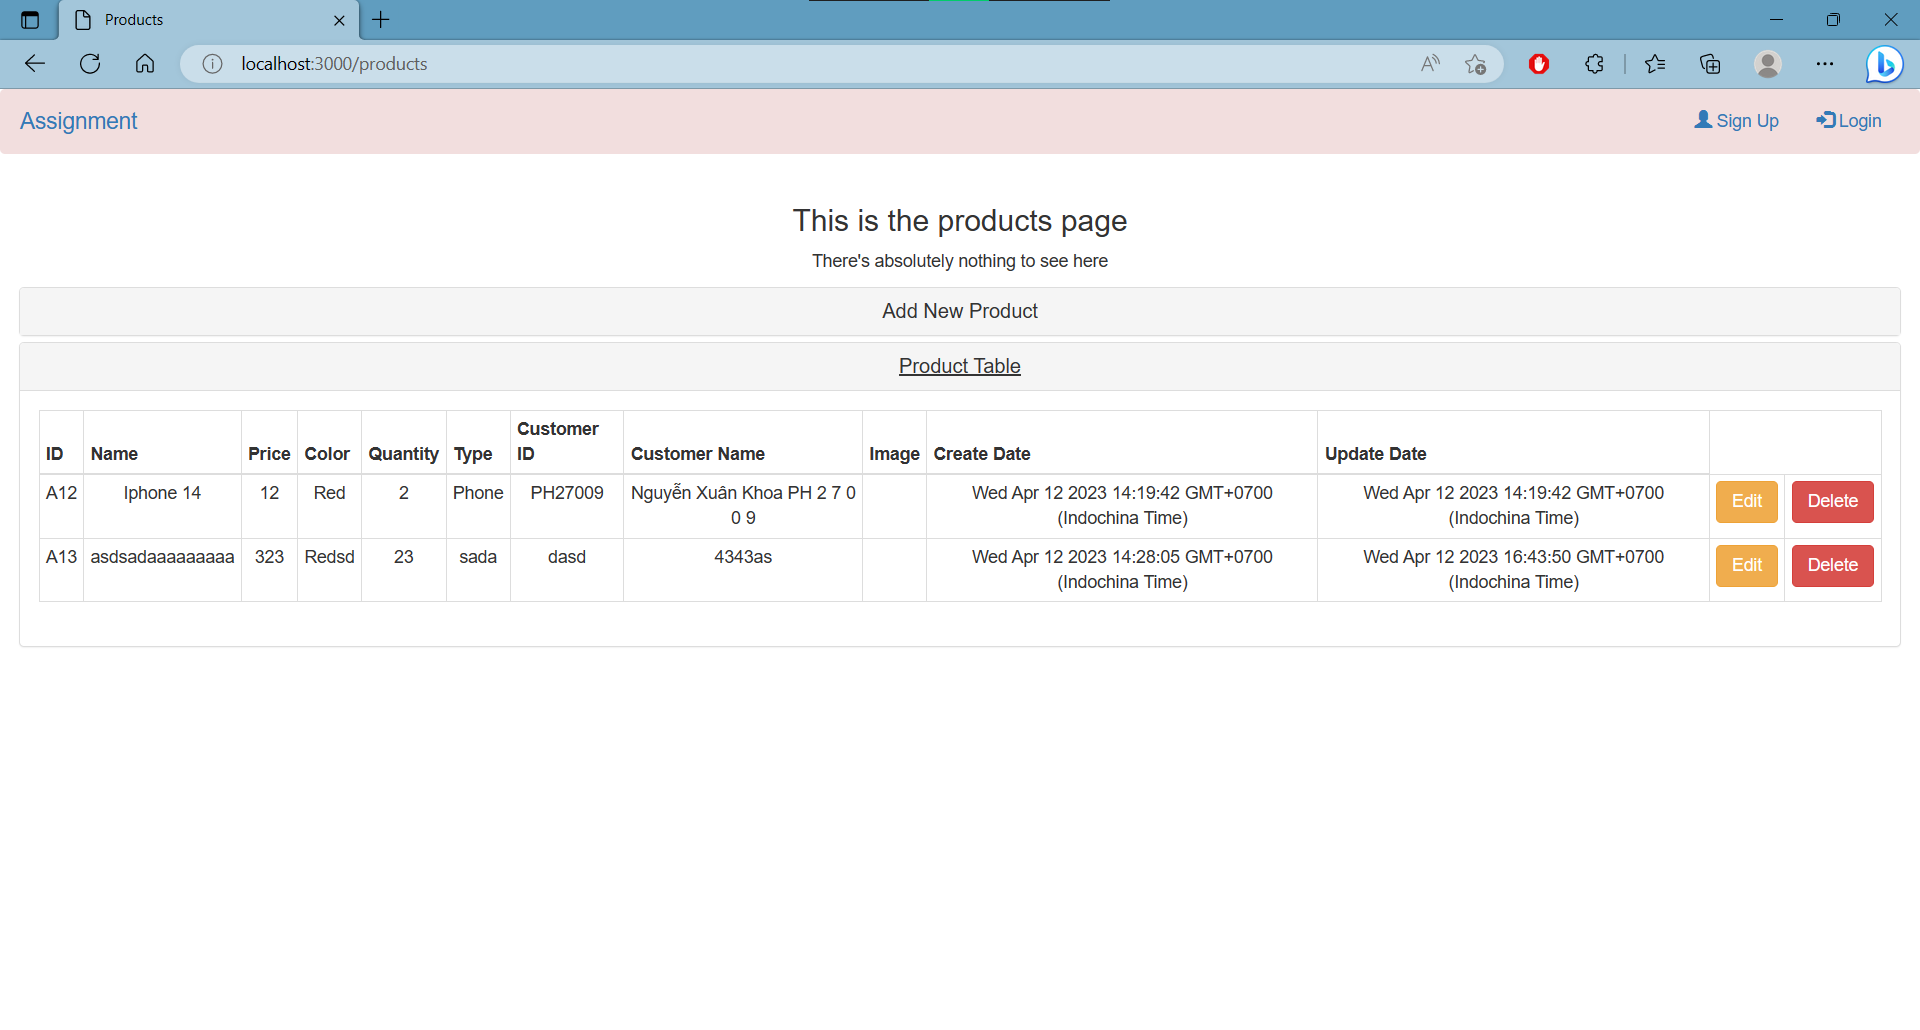 Products
localhost:3000/products
Assignment
Sign Up
Login
This is the products page
There's absolutely nothing to see here
Add New Product
Product Table
ID Name Price Color Quantity Type Customer ID Customer Name Image Create Date Update Date
A12 Iphone 14 12 Red 2 Phone PH27009 Nguyễn Xuân Khoa PH 2 7 0 0 9 Wed Apr 12 2023 14:19:42 GMT+0700 (Indochina Time) Wed Apr 12 2023 14:19:42 GMT+0700 (Indochina Time) Edit Delete
A13 asdsadaaaaaaaaa 323 Redsd 23 sada dasd 4343as Wed Apr 12 2023 14:28:05 GMT+0700 (Indochina Time) Wed Apr 12 2023 16:43:50 GMT+0700 (Indochina Time) Edit Delete